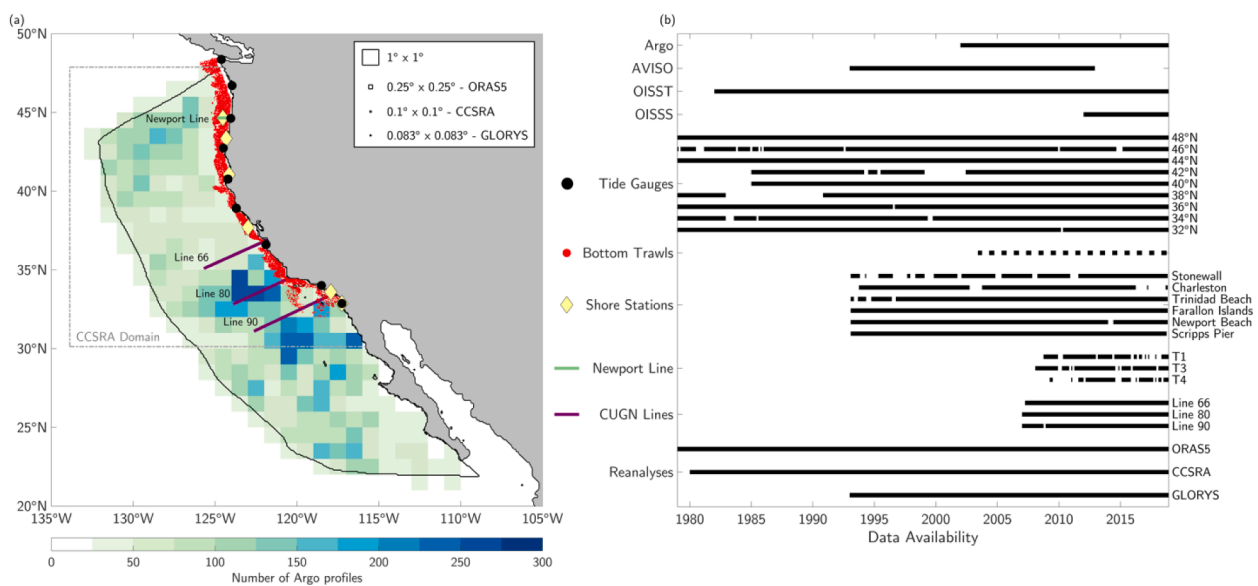 (a)
50°N
45°N
40°N
35°N
30°N
25°N
20°N
135°W 130°W 125°W 120°W 115°W 110°W 105°W
1° x 1°
0.25° x 0.25° - ORAS5
0.1° x 0.1° - CCSRA
0.083° x 0.083° - GLORYS
Newport Line
Line 66
Line 80
Line 90
CCSRA Domain
0 50 100 150 200 250 300
Number of Argo profiles
Tide Gauges
Bottom Trawls
Shore Stations
Newport Line
CUGN Lines
(b)
Argo
AVISO
OISST
OISSS
48°N
46°N
44°N
42°N
40°N
38°N
36°N
34°N
32°N
Stonewall
Charleston
Trinidad Beach
Farallon Islands
Newport Beach
Scripps Pier
T1
T3
T4
Line 66
Line 80
Line 90
ORAS5
Reanalyses CCSRA
GLORYS
1980 1985 1990 1995 2000 2005 2010 2015
Data Availability